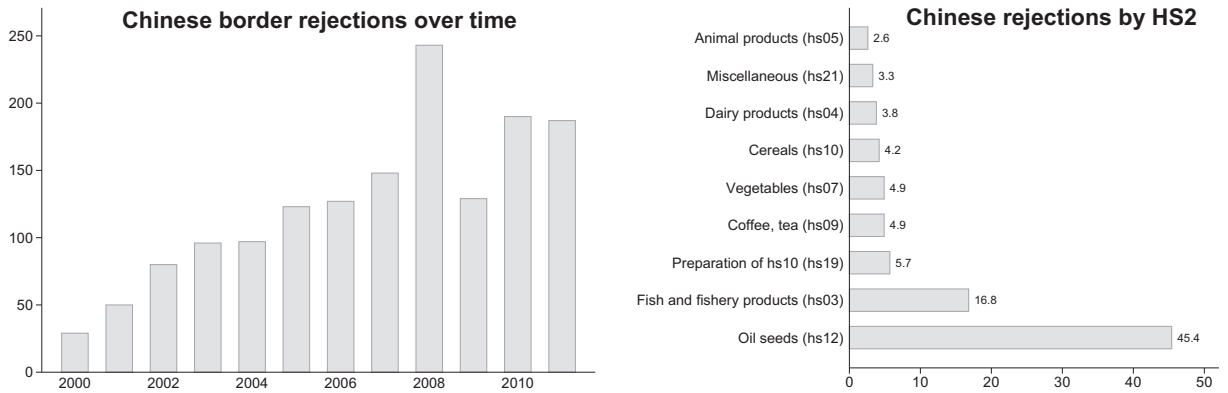 Chinese border rejections over time
250
200
150
100
50
0
2000
2002
2004
2006
2008
2010
Chinese rejections by HS2
Animal products (hs05)
2.6
Miscellaneous (hs21)
3.3
Dairy products (hs04)
3.8
Cereals (hs10)
4.2
Vegetables (hs07)
4.9
Coffee, tea (hs09)
4.9
Preparation of hs10 (hs19)
5.7
Fish and fishery products (hs03)
16.8
Oil seeds (hs12)
45.4
0
10
20
30
40
50